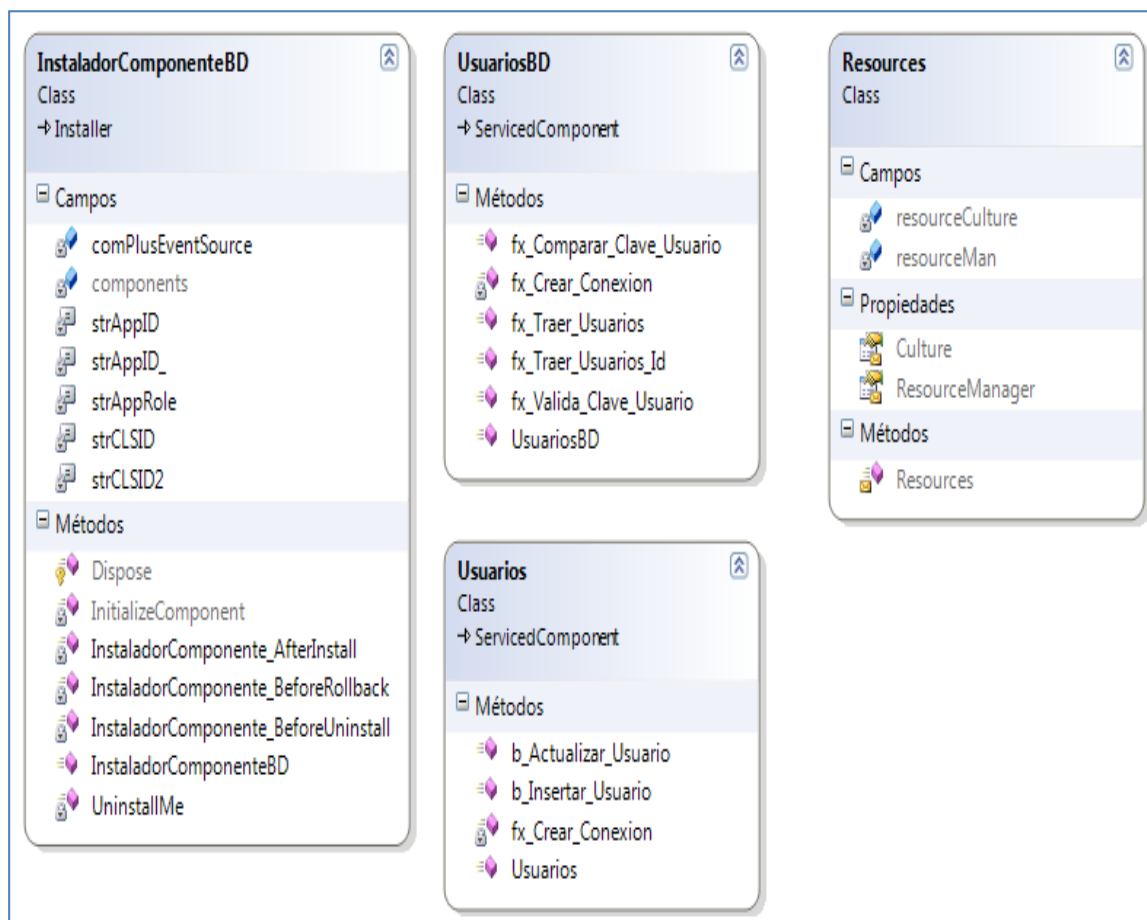 InstaladorComponenteBD
Class
Installer
Campos
comPlusEventSource
components
strAppID
strAppID_
strAppRole
strCLSID
strCLSID2
Métodos
Dispose
InitializeComponent
InstaladorComponente_AfterInstall
InstaladorComponente_BeforeRollback
InstaladorComponente_BeforeUninstall
InstaladorComponenteBD
UninstallMe
UsuariosBD
Class
ServicedComponent
Métodos
fx_Comparar_Clave_Usuario
fx_Crear_Conexion
fx_Traer_Usuarios
fx_Traer_Usuarios_Id
fx_Valida_Clave_Usuario
UsuariosBD
Usuarios
Class
ServicedComponent
Métodos
b_Actualizar_Usuario
b_Insertar_Usuario
fx_Crear_Conexion
Usuarios
Resources
Class
Campos
resourceCulture
resourceMan
Propiedades
Culture
ResourceManager
Métodos
Resources